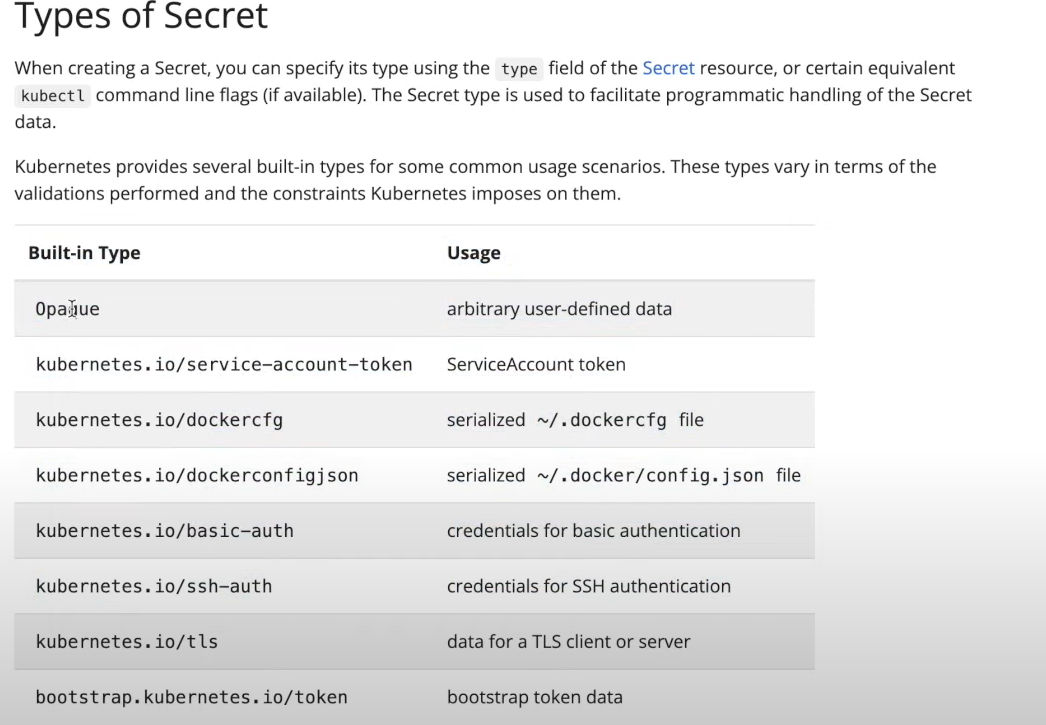 Types of Secret
When creating a Secret, you can specify its type using the type field of the Secret resource, or certain equivalent
kubectl command line flags (if available). The Secret type is used to facilitate programmatic handling of the Secret
data.
Kubernetes provides several built-in types for some common usage scenarios. These types vary in terms of the
validations performed and the constraints Kubernetes imposes on them.
Built-in Type Usage
Opaque arbitrary user-defined data
kubernetes.io/service-account-token ServiceAccount token
kubernetes.io/dockercfg serialized ~/.dockercfg file
kubernetes.io/dockerconfigjson serialized ~/.docker/config.json file
kubernetes.io/basic-auth credentials for basic authentication
kubernetes.io/ssh-auth credentials for SSH authentication
kubernetes.io/tls data for a TLS client or server
bootstrap.kubernetes.io/token bootstrap token data